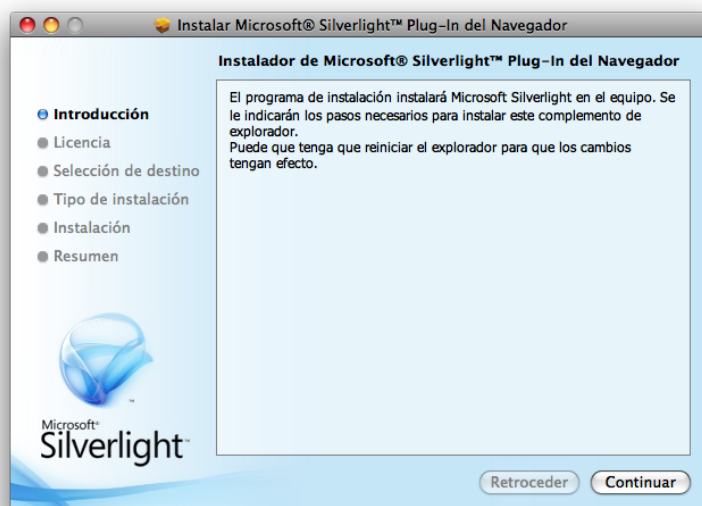 Instalar Microsoft® Silverlight™ Plug-In del Navegador
Instalador de Microsoft® Silverlight™ Plug-In del Navegador
Introducción
Licencia
Selección de destino
Tipo de instalación
Instalación
Resumen
El programa de instalación instalará Microsoft Silverlight en el equipo. Se
le indicarán los pasos necesarios para instalar este complemento de
explorador.
Puede que tenga que reiniciar el explorador para que los cambios
tengan efecto.
Microsoft®
Silverlight™
Retroceder
Continuar